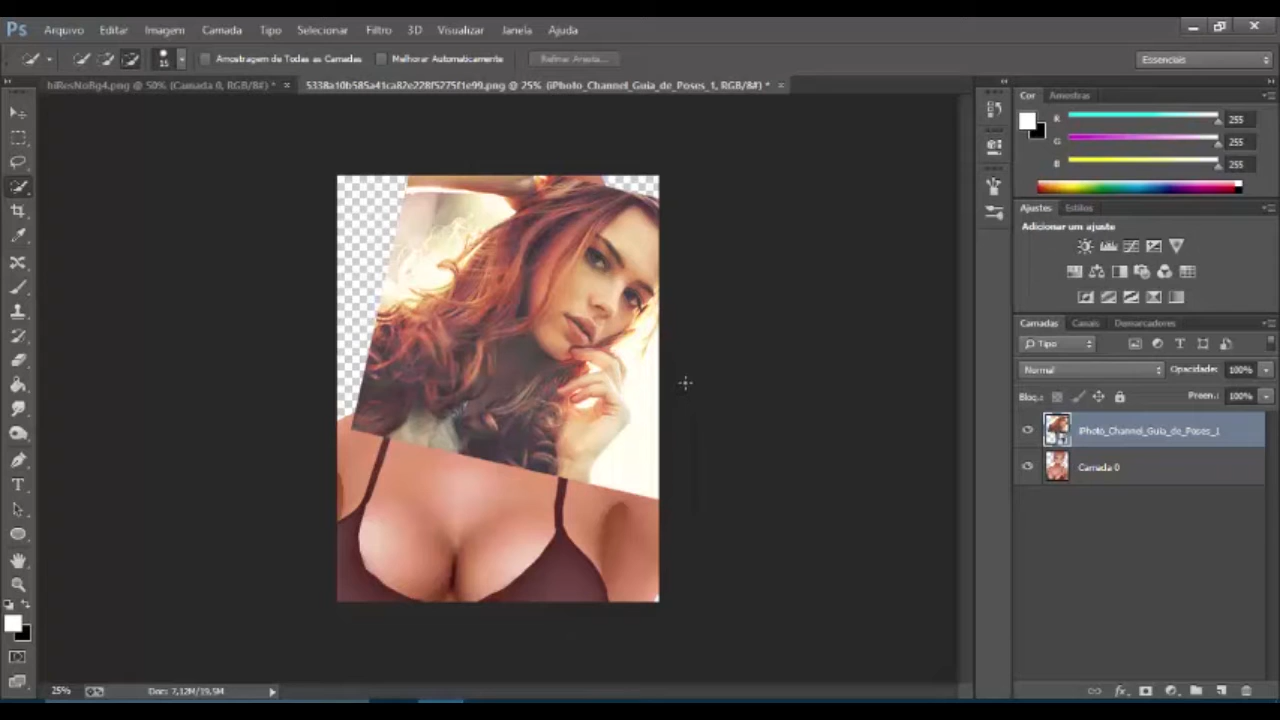 Ps Arquivo Editar Imagem Camada Tipo Selecionar Filtro 3D Visualizar Janela Ajuda
15 Amostragem de Todas as Camadas Melhorar Automaticamente Refinar Aresta... Essenciais
hiResNoBg4.png @ 50% (Camada 0, RGB/8#) * × 5338a10b585a41ca82e228f5275f1e99.png @ 25% (iPhoto_Channel_Guia_de_Poses_1, RGB/8#) * ×
Cor Amostras
R 255
G 255
B 255
Ajustes Estilos
Adicionar um ajuste
Camadas Canais Demarcadores
Tipo
Normal Opacidade: 100%
Bloq.: Preen.: 100%
iPhoto_Channel_Guia_de_Poses_1
Camada 0
25% Doc: 7,12M/19,5M